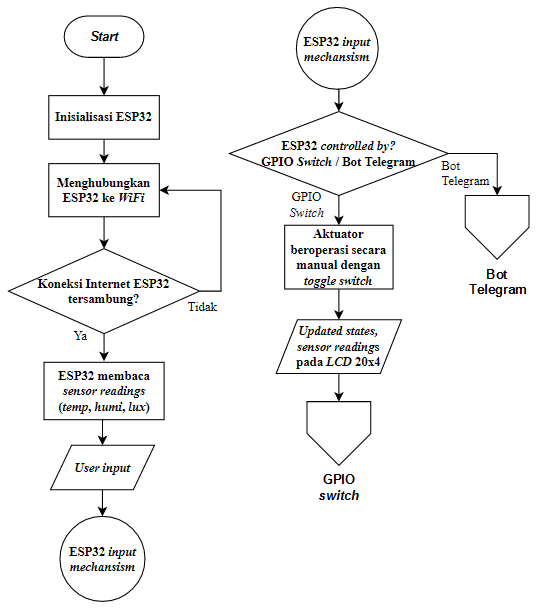 Start
Inisialisasi ESP32
Menghubungkan
ESP32 ke WiFi
Koneksi Internet ESP32
tersambung?
Tidak
Ya
ESP32 membaca
sensor readings
(temp, humi, lux)
User input
ESP32 input
mechansism
ESP32 input
mechansism
ESP32 controlled by?
GPIO Switch / Bot Telegram
Bot
Telegram
GPIO
Switch
Aktuator
beroperasi secara
manual dengan
toggle switch
Updated states,
sensor readings
pada LCD 20x4
GPIO
switch
Bot
Telegram